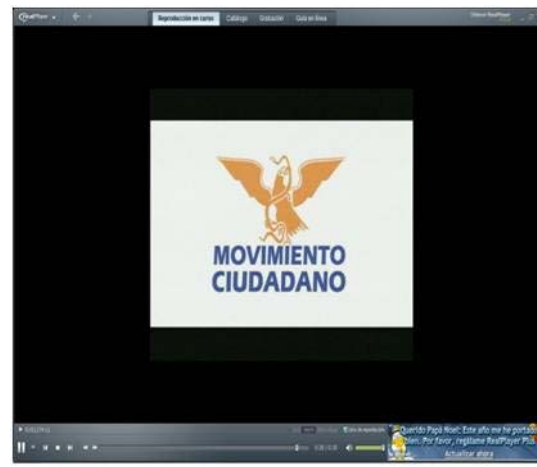 RealPlayer
Reproducción en curso Catálogo Grabación Guía en línea
MOVIMIENTO
CIUDADANO
Querido Papá Noel: Este año me he portado
bien. Por favor, regálame RealPlayer Plus
Actualizar ahora